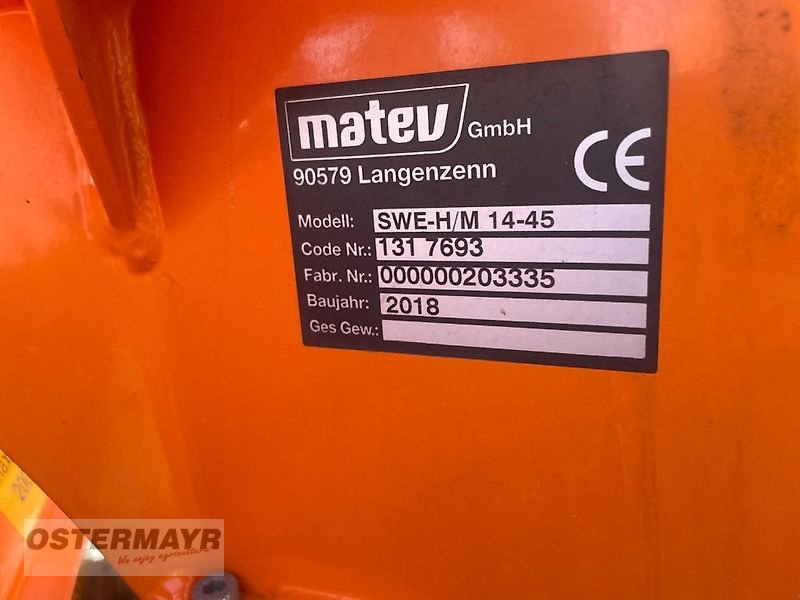 matev GmbH
90579 Langenzenn
CE
Modell: SWE-H/M 14-45
Code Nr.: 131 7693
Fabr. Nr.: 000000203335
Baujahr: 2018
Ges Gew.:
OSTERMAYR
We enjoy agriculture